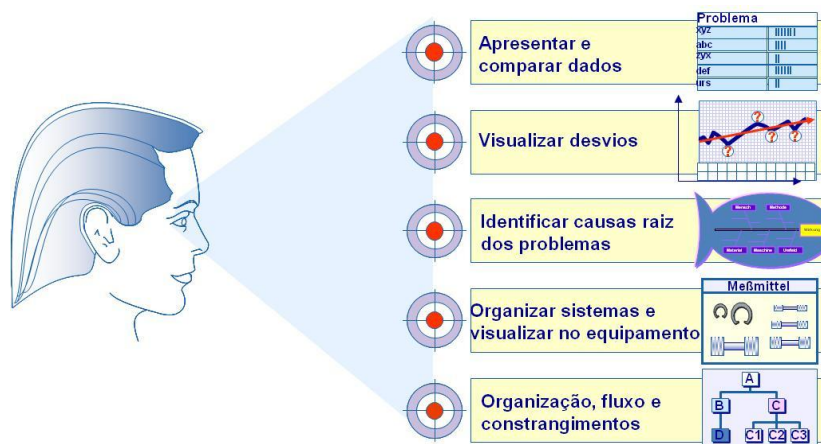 Problema
xyz
abc
zyx
def
urs
Apresentar e
comparar dados
Visualizar desvios
?
?
?
?
Identificar causas raiz
dos problemas
Mensch
Methode
Material
Maschine
Umfeld
Meßmittel
Organizar sistemas e
visualizar no equipamento
A
B
C
D
C1
C2
C3
Organização, fluxo e
constrangimentos